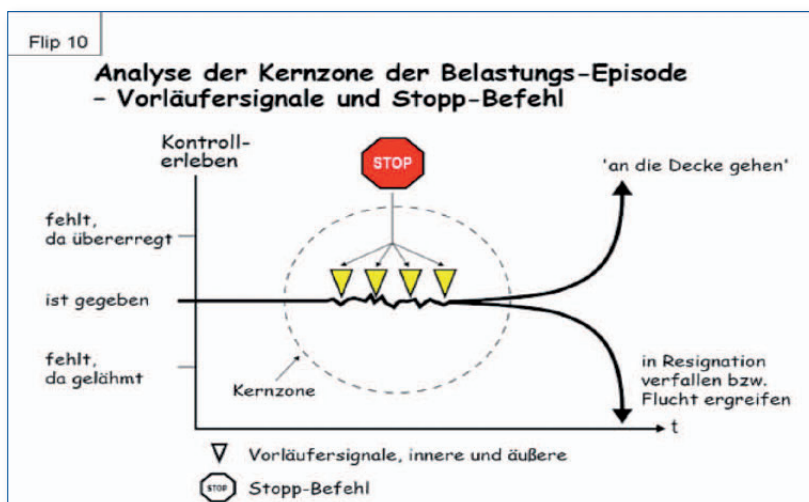 Flip 10
Analyse der Kernzone der Belastungs-Episode
– Vorläufersignale und Stopp-Befehl
Kontroll-
erleben
STOP
'an die Decke gehen'
fehlt,
da übererregt
ist gegeben
fehlt,
da gelähmt
Kernzone
in Resignation
verfallen bzw.
Flucht ergreifen
t
Vorläufersignale, innere und äußere
STOP
Stopp-Befehl